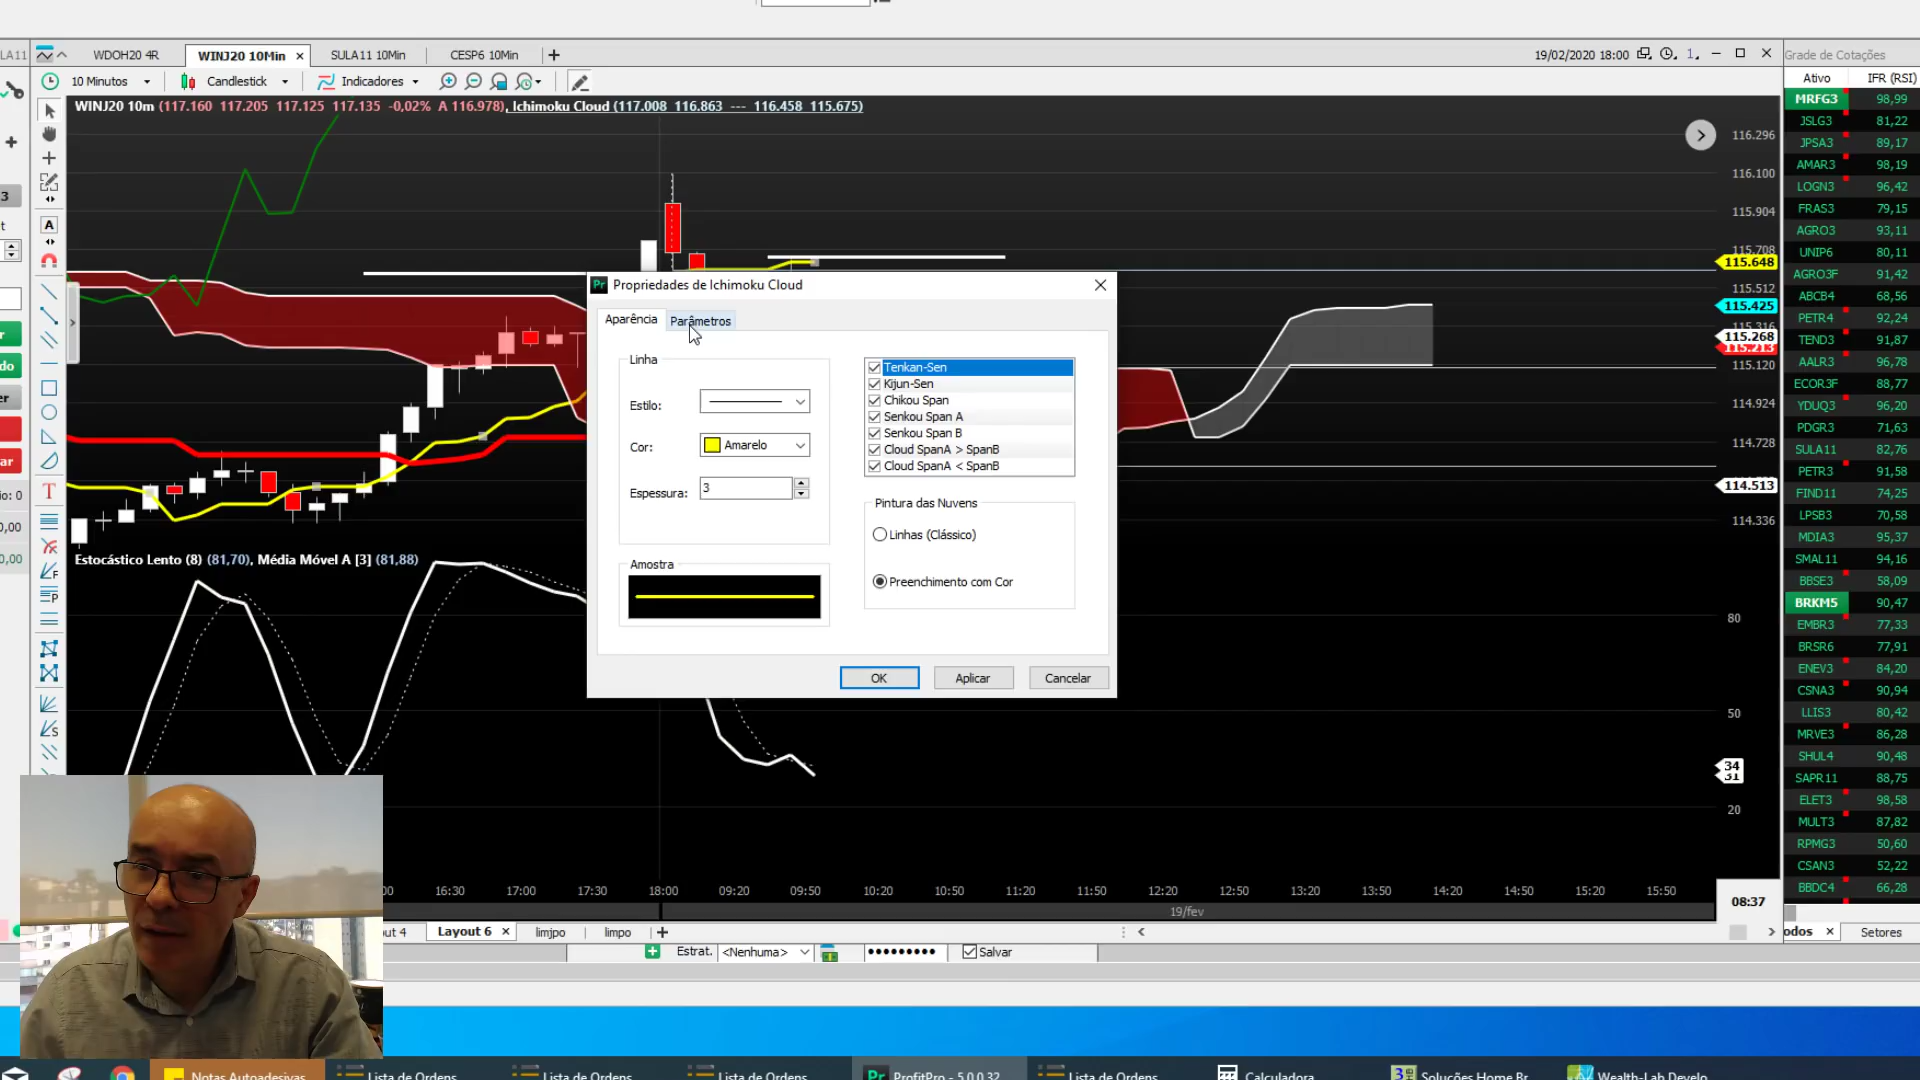 LA11
WDOH20 4R
WINJ20 10Min ×
SULA11 10Min
CESP6 10Min
19/02/2020 18:00
1.
Grade de Cotações
10 Minutos
Candlestick
Indicadores
Ativo IFR (RSI)
WINJ20 10m (117.160 117.205 117.125 117.135 -0,02% A 116.978), Ichimoku Cloud (117.008 116.863 --- 116.458 115.675)
116.296
116.100
115.904
115.708
115.648
115.512
115.425
115.316
115.268
115.213
115.120
114.924
114.728
114.513
114.336
Propriedades de Ichimoku Cloud
Aparência
Parâmetros
Linha
Estilo:
Cor:
Amarelo
Espessura:
3
Amostra
Tenkan-Sen
Kijun-Sen
Chikou Span
Senkou Span A
Senkou Span B
Cloud SpanA > SpanB
Cloud SpanA < SpanB
Pintura das Nuvens
Linhas (Clássico)
Preenchimento com Cor
OK
Aplicar
Cancelar
Estocástico Lento (8) (81,70), Média Móvel A [3] (81,88)
80
50
34
31
20
MRFG3 98,99
JSLG3 81,22
JPSA3 89,17
AMAR3 98,19
LOGN3 96,42
FRAS3 79,15
AGRO3 93,11
UNIP6 80,11
AGRO3F 91,42
ABCB4 68,56
PETR4 92,24
TEND3 91,87
AALR3 96,78
ECOR3F 88,77
YDUQ3 96,20
PDGR3 71,63
SULA11 82,76
PETR3 91,58
FIND11 74,25
LPSB3 70,58
MDIA3 95,37
SMAL11 94,16
BBSE3 58,09
BRKM5 90,47
EMBR3 77,33
BRSR6 77,91
ENEV3 84,20
CSNA3 90,94
LLIS3 80,42
MRVE3 86,28
SHUL4 90,48
SAPR11 88,75
ELET3 98,58
MULT3 87,82
RPMG3 50,60
CSAN3 52,22
BBDC4 66,28
16:30 17:00 17:30 18:00 09:20 09:50 10:20 10:50 11:20 11:50 12:20 12:50 13:20 13:50 14:20 14:50 15:20 15:50
08:37
19/fev
out 4
Layout 6 ×
limjpo
limpo
odos ×
Setores
Estrat.
<Nenhuma>
Salvar
Notas Autoadesivas
Lista de Ordens
Lista de Ordens
Lista de Ordens
ProfitPro - 5.0.0.32
Lista de Ordens
Calculadora
Soluções Home Br
Wealth-Lab Develo